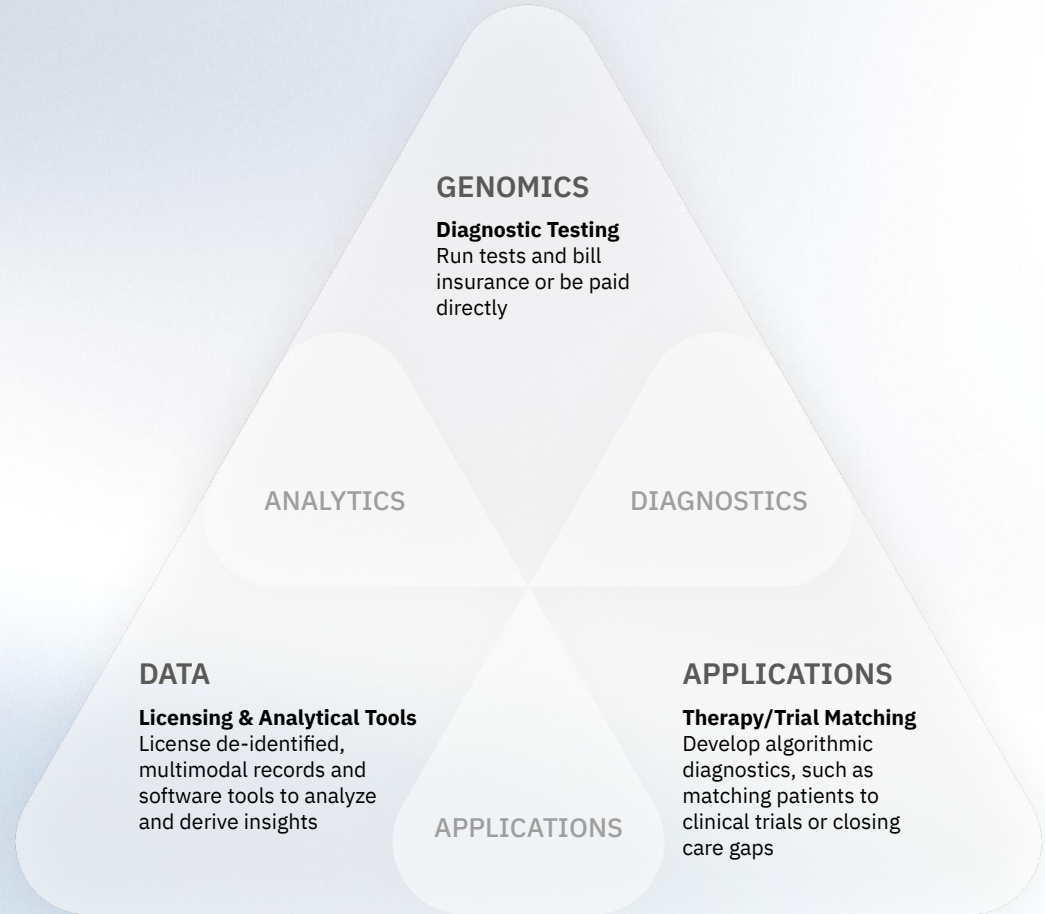 GENOMICS
Diagnostic Testing
Run tests and bill
insurance or be paid
directly
ANALYTICS
DIAGNOSTICS
DATA
Licensing & Analytical Tools
License de-identified,
multimodal records and
software tools to analyze
and derive insights
APPLICATIONS
APPLICATIONS
Therapy/Trial Matching
Develop algorithmic
diagnostics, such as
matching patients to
clinical trials or closing
care gaps